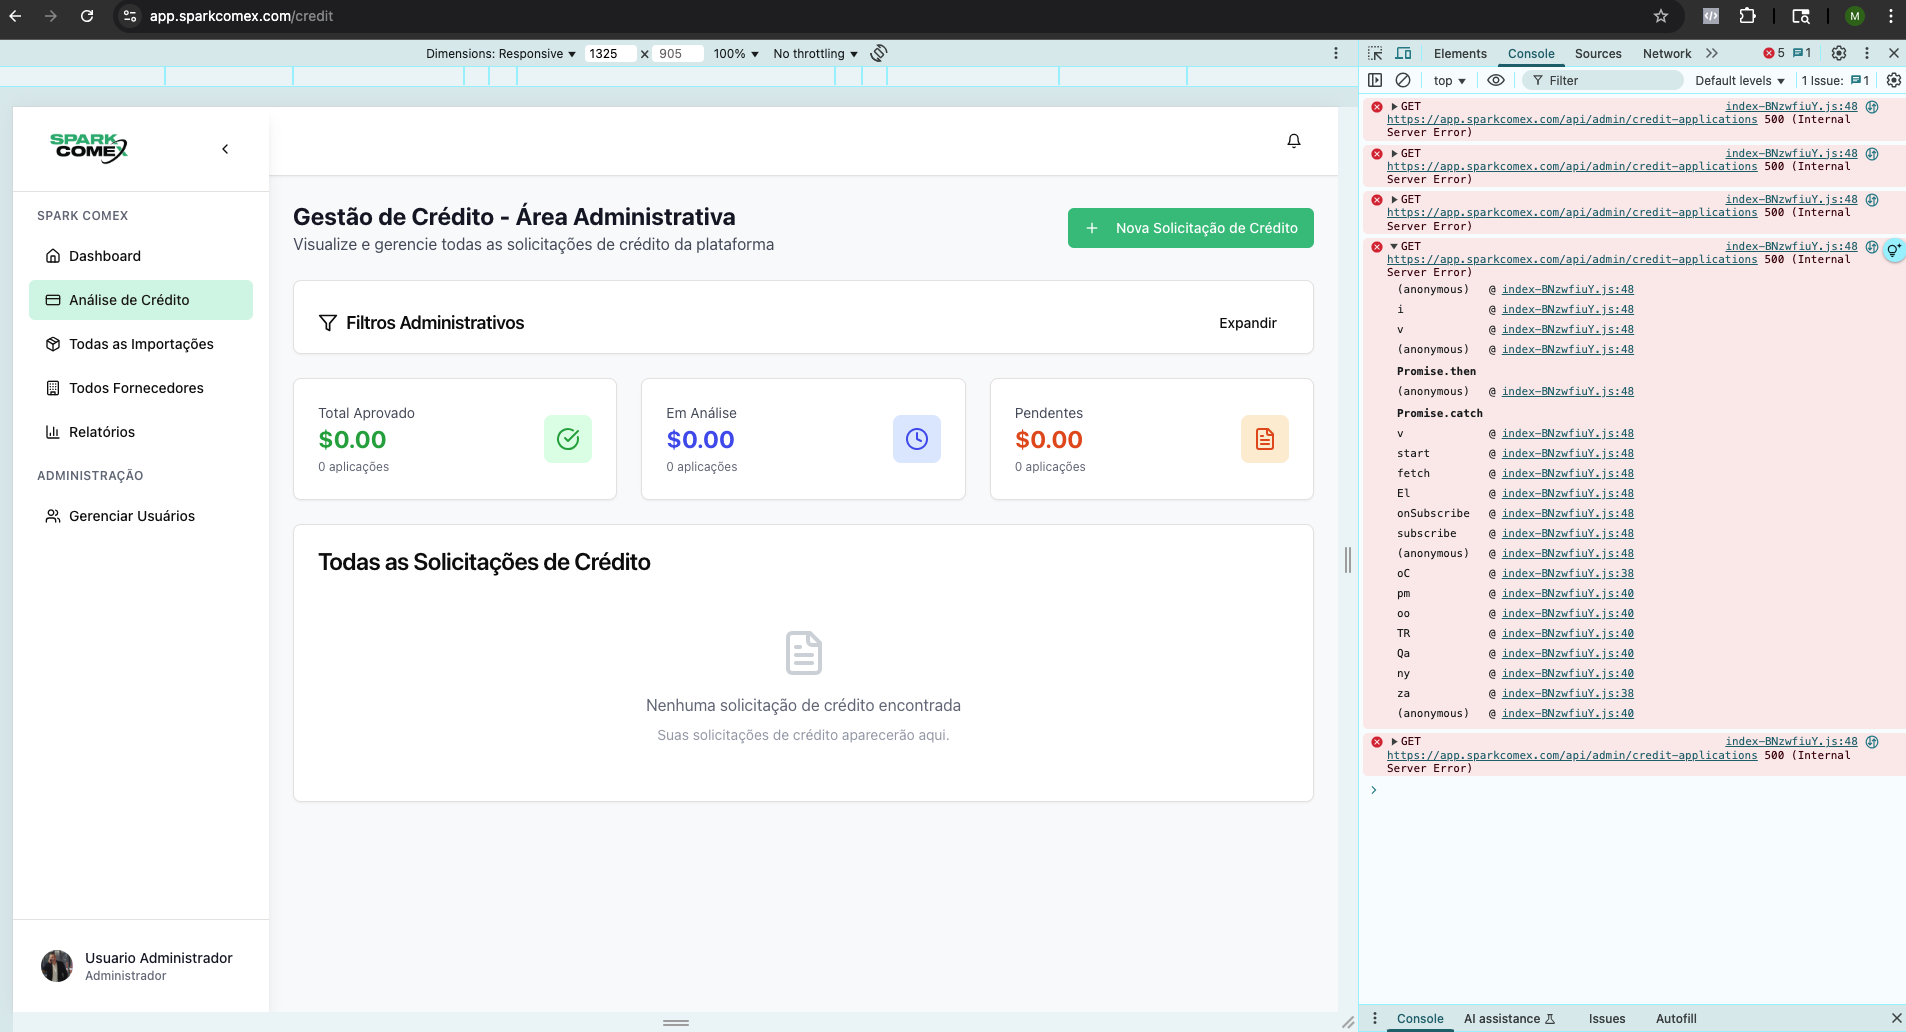 app.sparkcomex.com/credit
M
Dimensions: Responsive 1325 × 905 100% No throttling
Elements Console Sources Network 5 1
top Filter Default levels 1 Issue: 1
SPARK
COMEX
SPARK COMEX
Dashboard
Análise de Crédito
Todas as Importações
Todos Fornecedores
Relatórios
ADMINISTRAÇÃO
Gerenciar Usuários
Usuario Administrador
Administrador
Gestão de Crédito - Área Administrativa
Visualize e gerencie todas as solicitações de crédito da plataforma
+ Nova Solicitação de Crédito
Filtros Administrativos
Expandir
Total Aprovado
$0.00
0 aplicações
Em Análise
$0.00
0 aplicações
Pendentes
$0.00
0 aplicações
Todas as Solicitações de Crédito
Nenhuma solicitação de crédito encontrada
Suas solicitações de crédito aparecerão aqui.
GET index-BNzwfiuY.js:48
https://app.sparkcomex.com/api/admin/credit-applications 500 (Internal
Server Error)
GET index-BNzwfiuY.js:48
https://app.sparkcomex.com/api/admin/credit-applications 500 (Internal
Server Error)
GET index-BNzwfiuY.js:48
https://app.sparkcomex.com/api/admin/credit-applications 500 (Internal
Server Error)
GET index-BNzwfiuY.js:48
https://app.sparkcomex.com/api/admin/credit-applications 500 (Internal
Server Error)
(anonymous) @ index-BNzwfiuY.js:48
i @ index-BNzwfiuY.js:48
v @ index-BNzwfiuY.js:48
(anonymous) @ index-BNzwfiuY.js:48
Promise.then
(anonymous) @ index-BNzwfiuY.js:48
Promise.catch
v @ index-BNzwfiuY.js:48
start @ index-BNzwfiuY.js:48
fetch @ index-BNzwfiuY.js:48
El @ index-BNzwfiuY.js:48
onSubscribe @ index-BNzwfiuY.js:48
subscribe @ index-BNzwfiuY.js:48
(anonymous) @ index-BNzwfiuY.js:48
oC @ index-BNzwfiuY.js:38
pm @ index-BNzwfiuY.js:40
oo @ index-BNzwfiuY.js:40
TR @ index-BNzwfiuY.js:40
Qa @ index-BNzwfiuY.js:40
ny @ index-BNzwfiuY.js:40
za @ index-BNzwfiuY.js:38
(anonymous) @ index-BNzwfiuY.js:40
GET index-BNzwfiuY.js:48
https://app.sparkcomex.com/api/admin/credit-applications 500 (Internal
Server Error)
Console AI assistance Issues Autofill